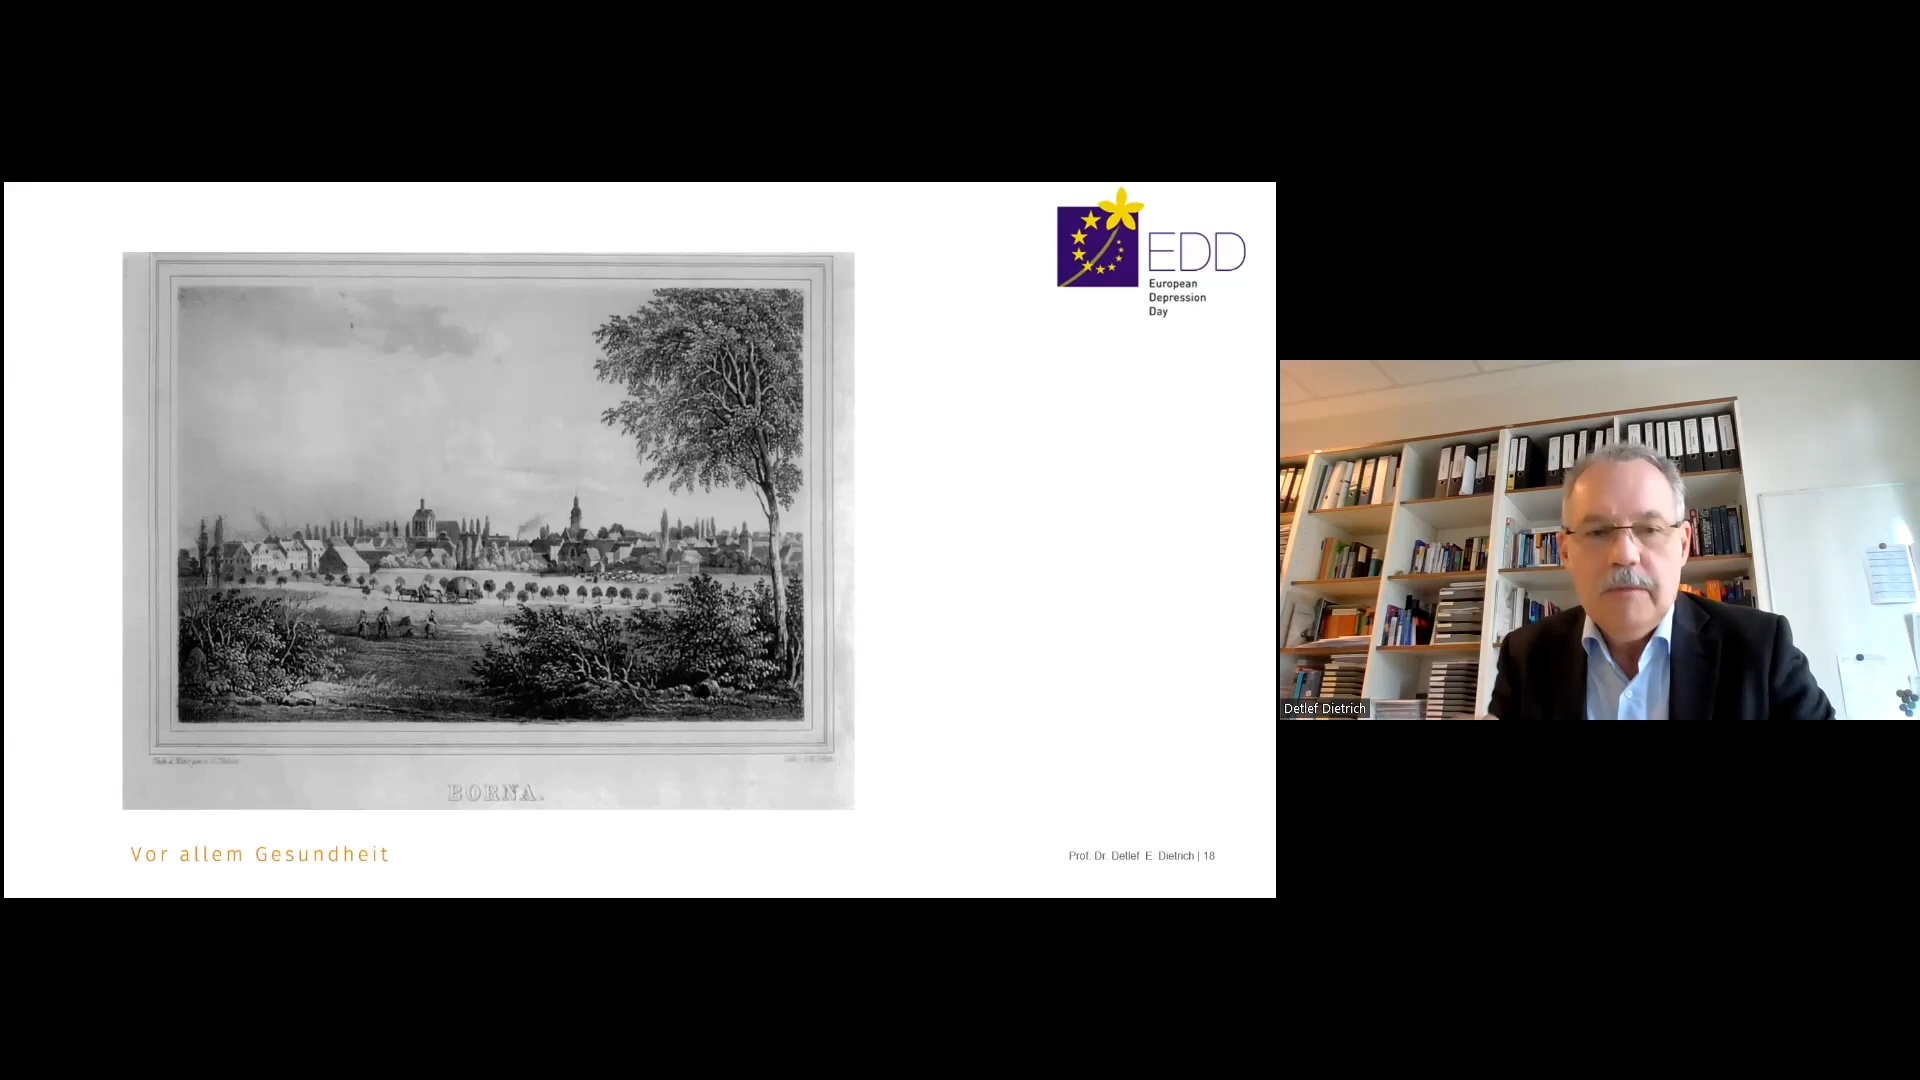 EDD
European
Depression
Day
BORNA.
Vor allem Gesundheit
Prof. Dr. Detlef E. Dietrich | 18
Detlef Dietrich